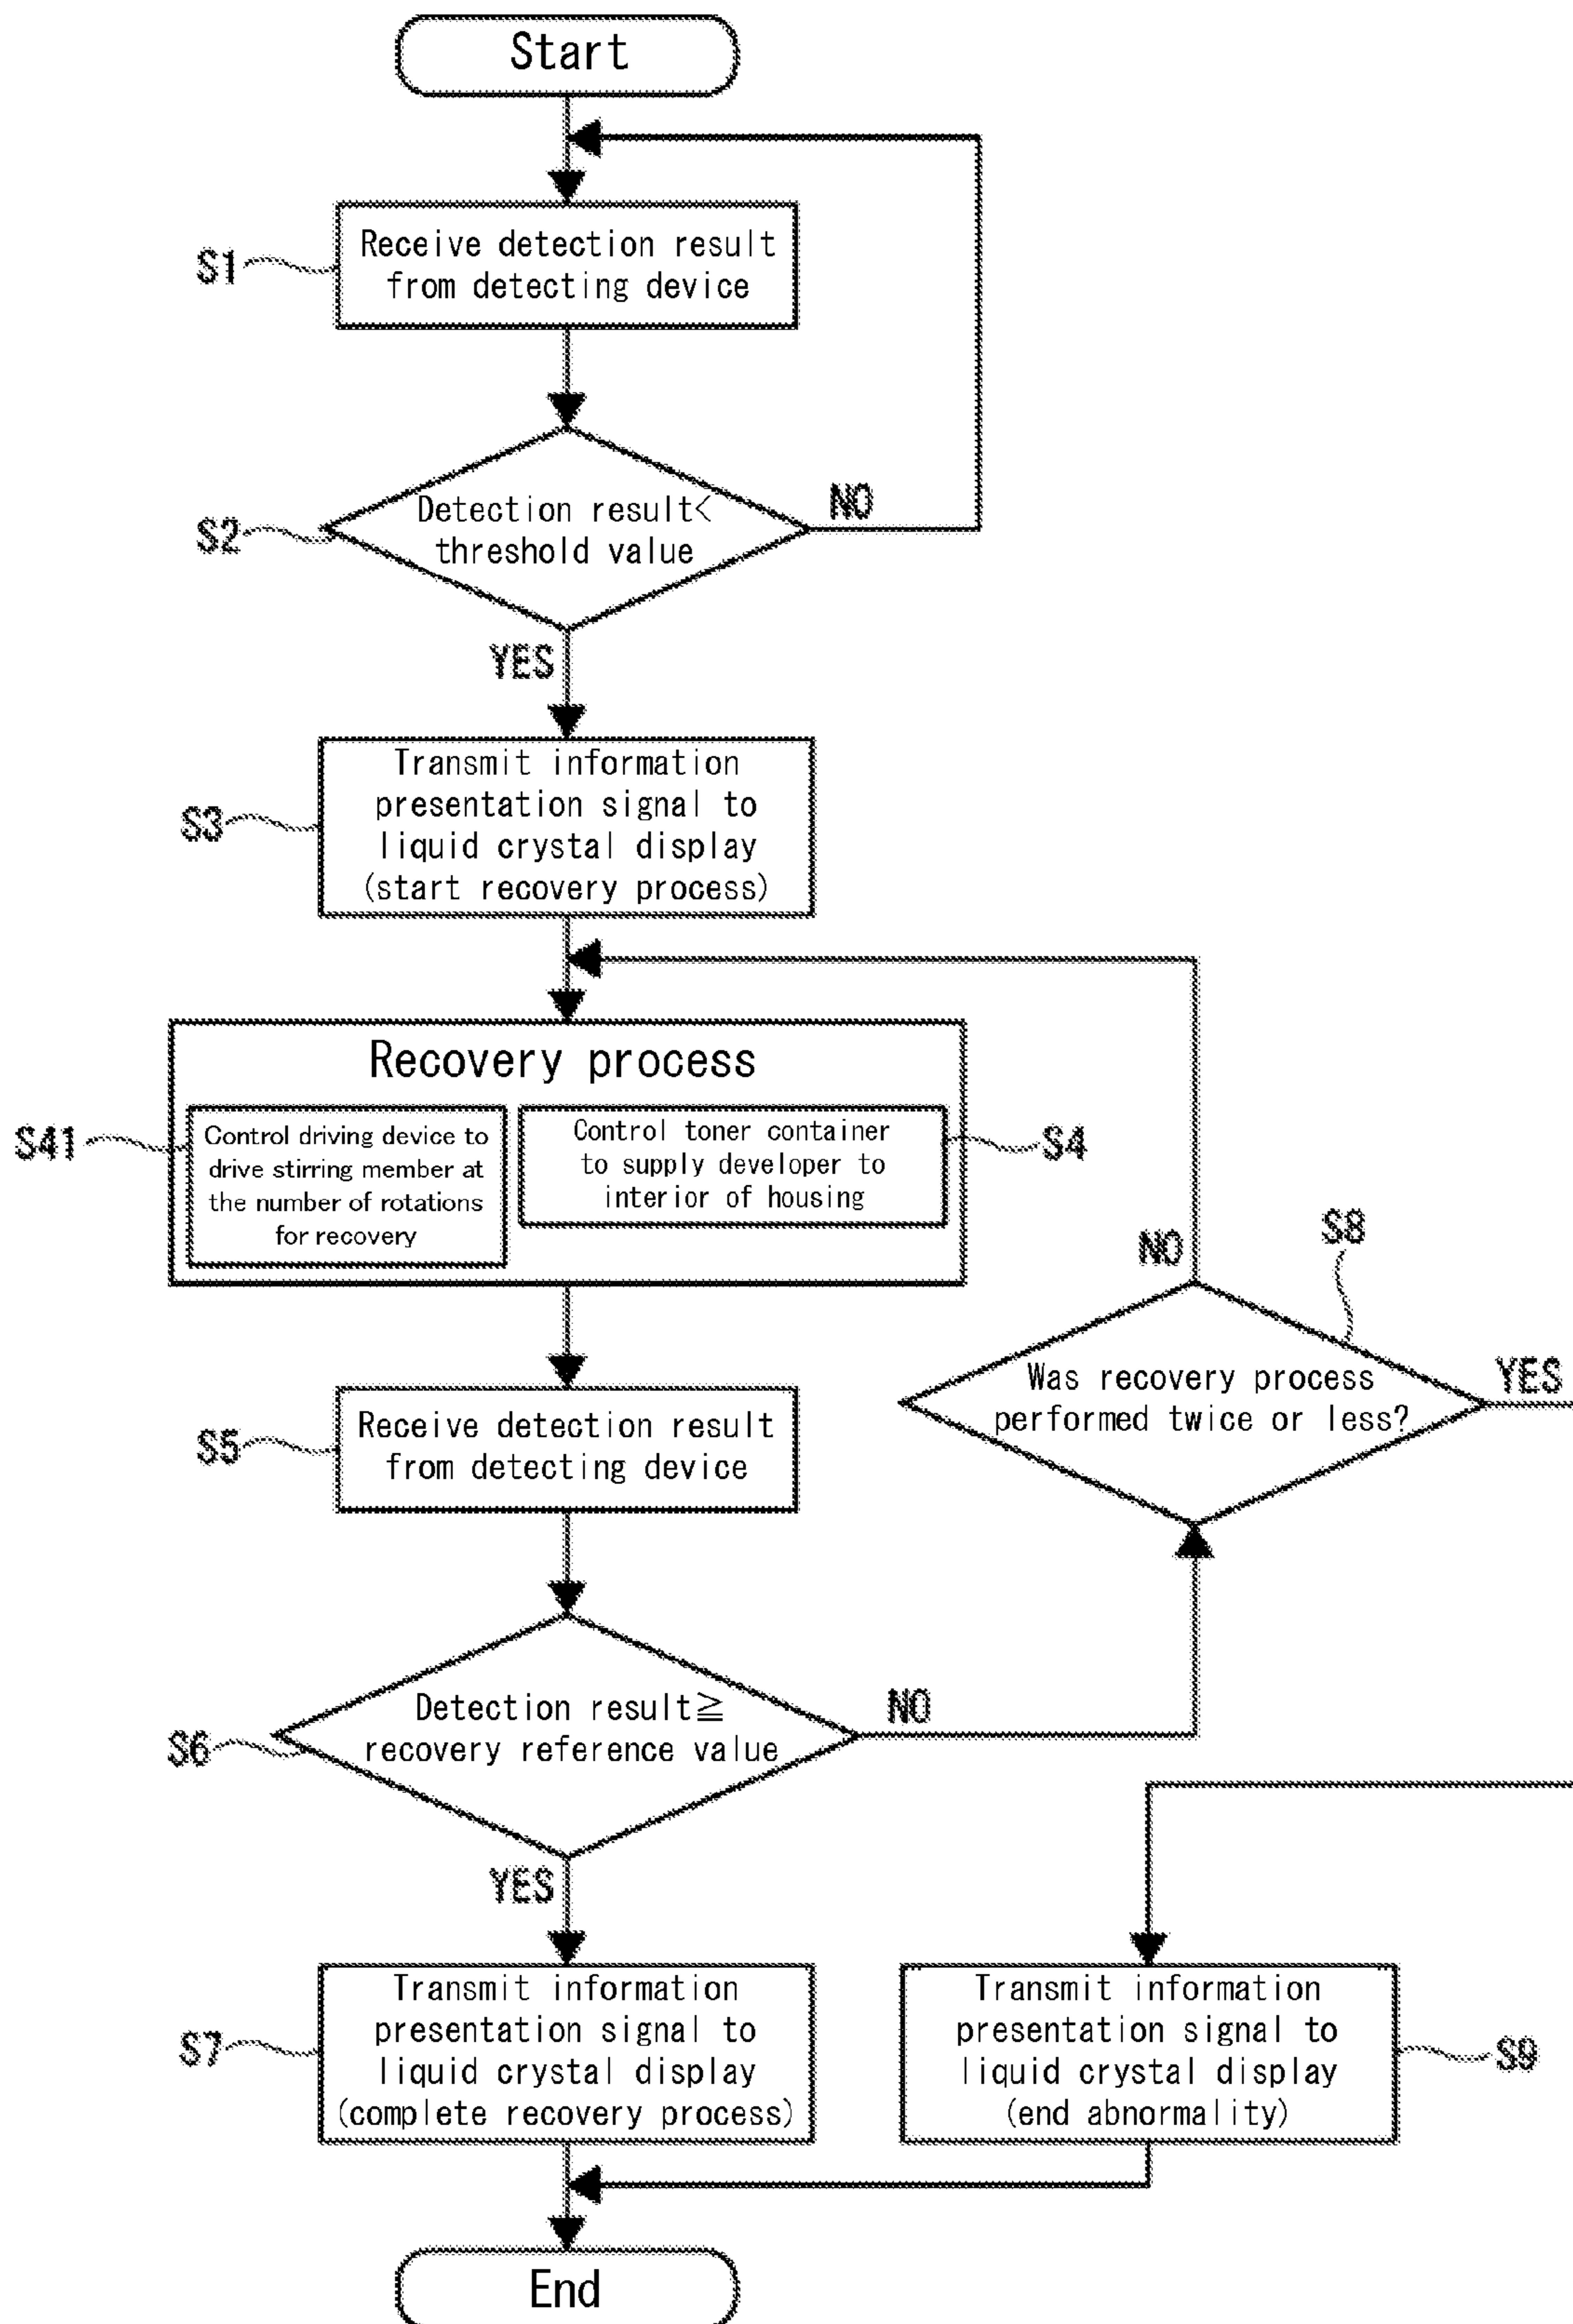 Start
S1
Receive detection result
from detecting device
S2
Detection result<
threshold value
NO
YES
S3
Transmit information
presentation signal to
liquid crystal display
(start recovery process)
Recovery process
S41
Control driving device to
drive stirring member at
the number of rotations
for recovery
Control toner container
to supply developer to
interior of housing
S4
S8
NO
Was recovery process
performed twice or less?
YES
S5
Receive detection result
from detecting device
S6
Detection result≧
recovery reference value
NO
YES
S7
Transmit information
presentation signal to
liquid crystal display
(complete recovery process)
Transmit information
presentation signal to
liquid crystal display
(end abnormality)
S9
End